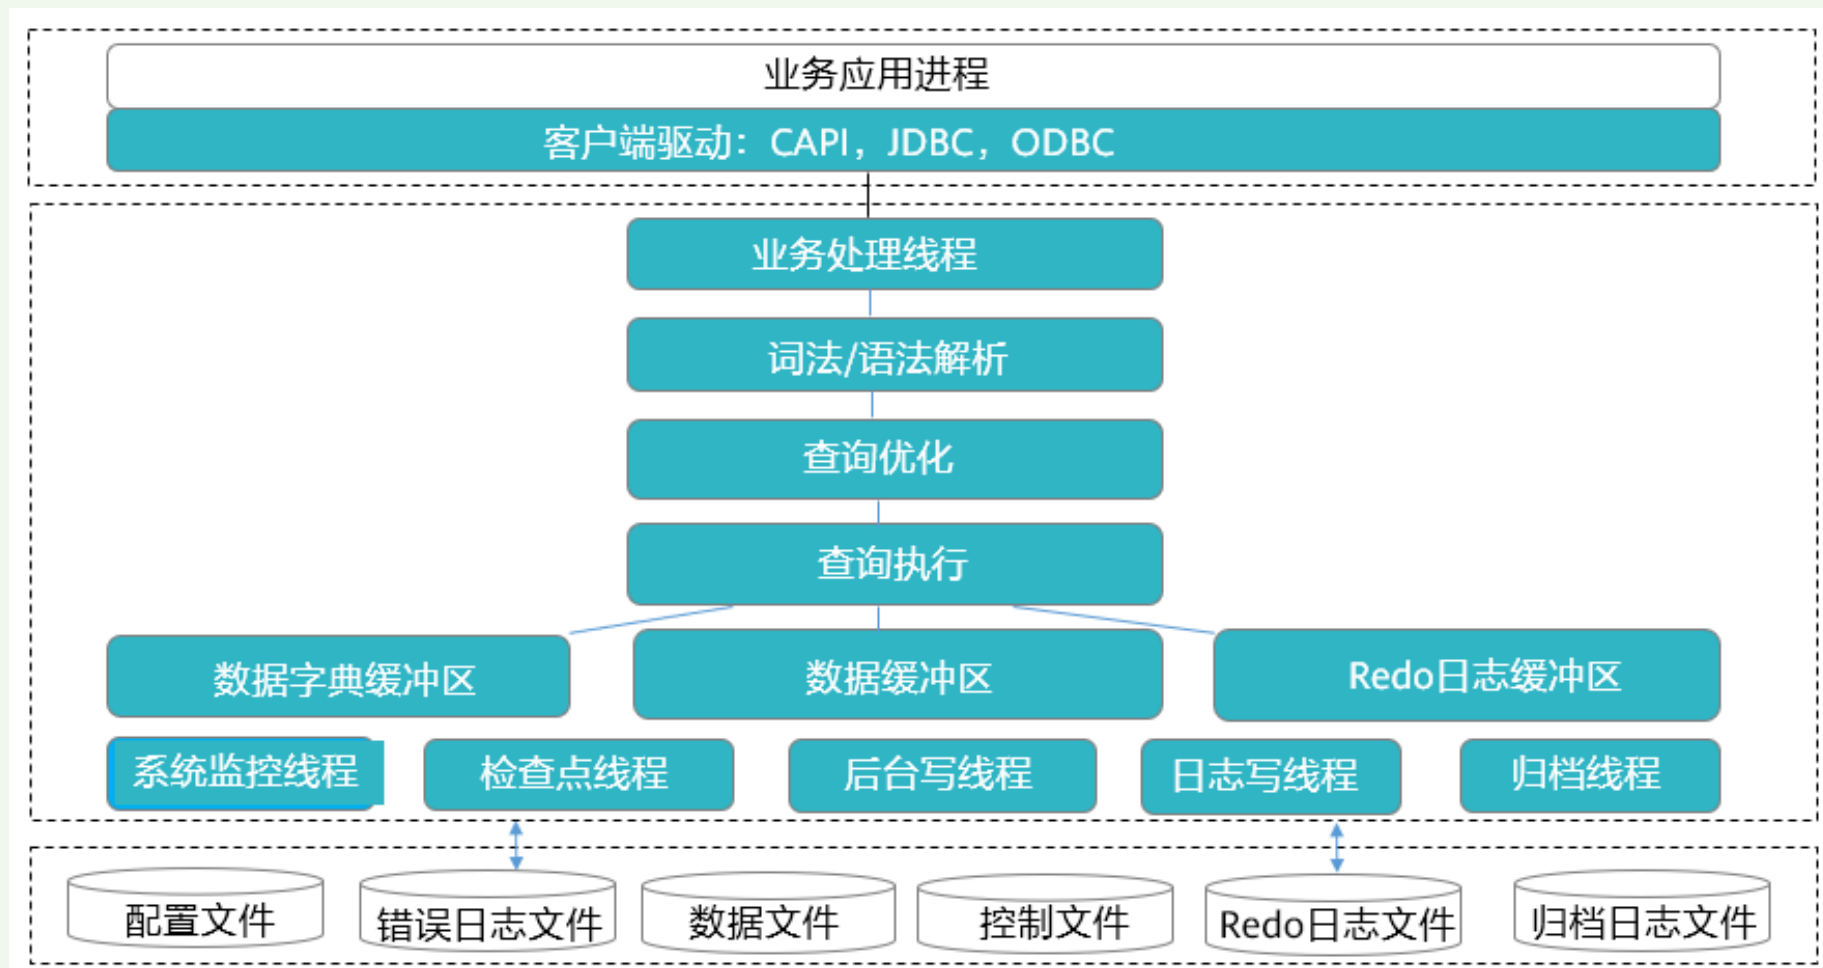 业务应用进程
客户端驱动：CAPI，JDBC，ODBC
业务处理线程
词法/语法解析
查询优化
查询执行
数据字典缓冲区
数据缓冲区
Redo日志缓冲区
系统监控线程
检查点线程
后台写线程
日志写线程
归档线程
配置文件
错误日志文件
数据文件
控制文件
Redo日志文件
归档日志文件